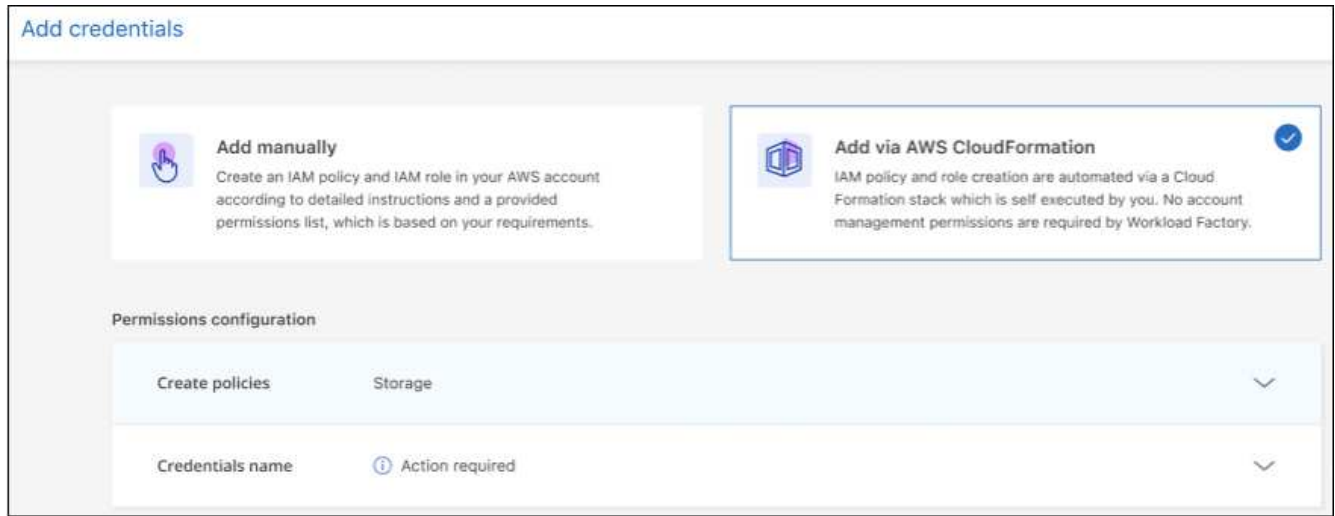 Add credentials
Add manually
Create an IAM policy and IAM role in your AWS account
according to detailed instructions and a provided
permissions list, which is based on your requirements.
Add via AWS CloudFormation
IAM policy and role creation are automated via a Cloud
Formation stack which is self executed by you. No account
management permissions are required by Workload Factory.
Permissions configuration
Create policies Storage
Credentials name Action required